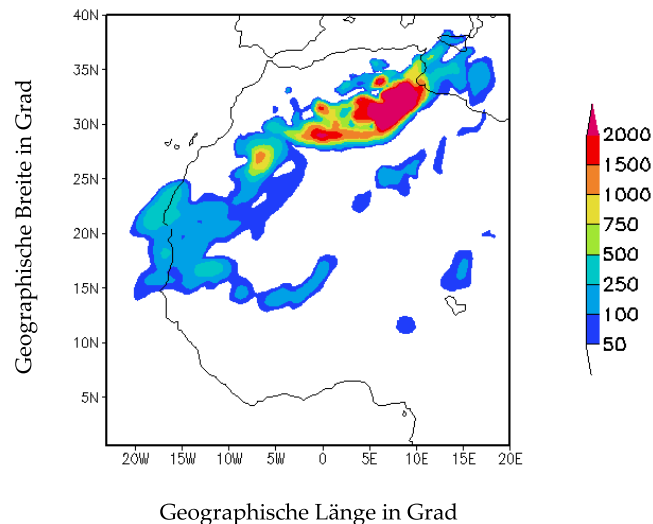 40N
35N
30N
25N
20N
15N
10N
5N
20W 15W 10W 5W 0 5E 10E 15E 20E
Geographische Breite in Grad
Geographische Länge in Grad
2000
1500
1000
750
500
250
100
50